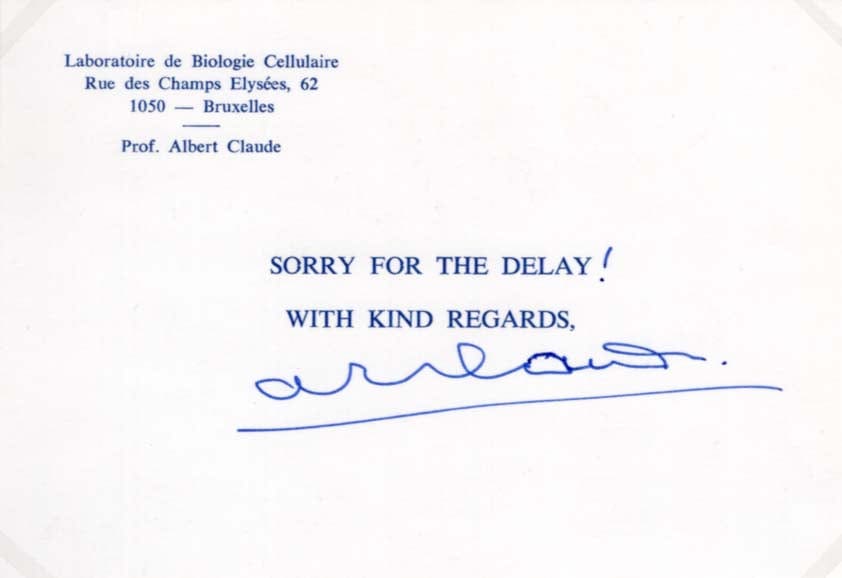 Laboratoire de Biologie Cellulaire
Rue des Champs Elysées, 62
1050 — Bruxelles
Prof. Albert Claude
SORRY FOR THE DELAY !
WITH KIND REGARDS,